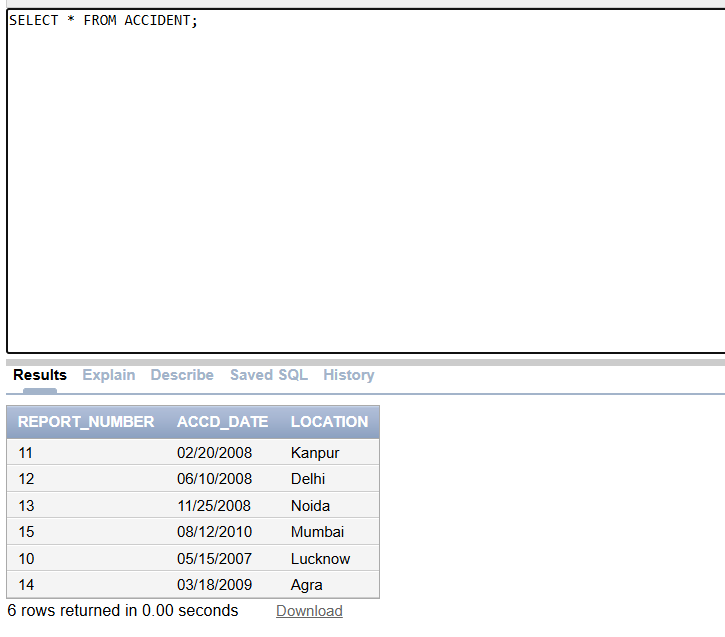 SELECT * FROM ACCIDENT;
Results Explain Describe Saved SQL History
REPORT_NUMBER ACCD_DATE LOCATION
11 02/20/2008 Kanpur
12 06/10/2008 Delhi
13 11/25/2008 Noida
15 08/12/2010 Mumbai
10 05/15/2007 Lucknow
14 03/18/2009 Agra
6 rows returned in 0.00 seconds Download